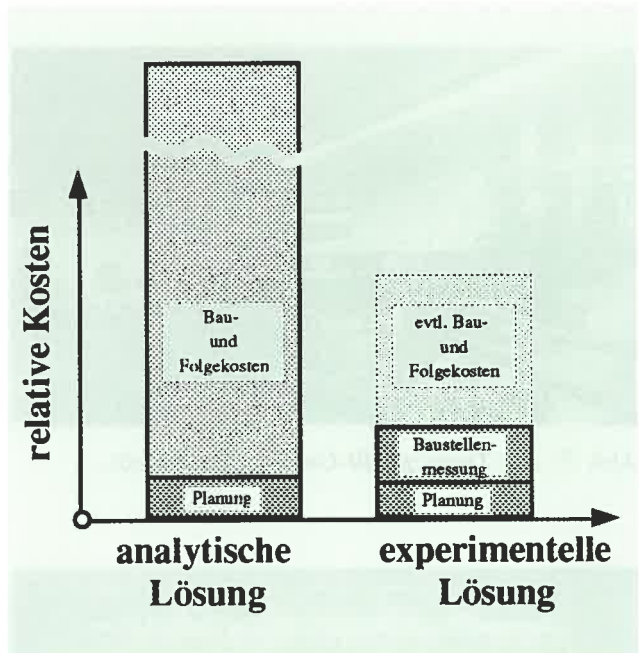 relative Kosten
Bau-
und
Folgekosten
Planung
evtl. Bau-
und
Folgekosten
Baustellen-
messung
Planung
analytische
Lösung
experimentelle
Lösung